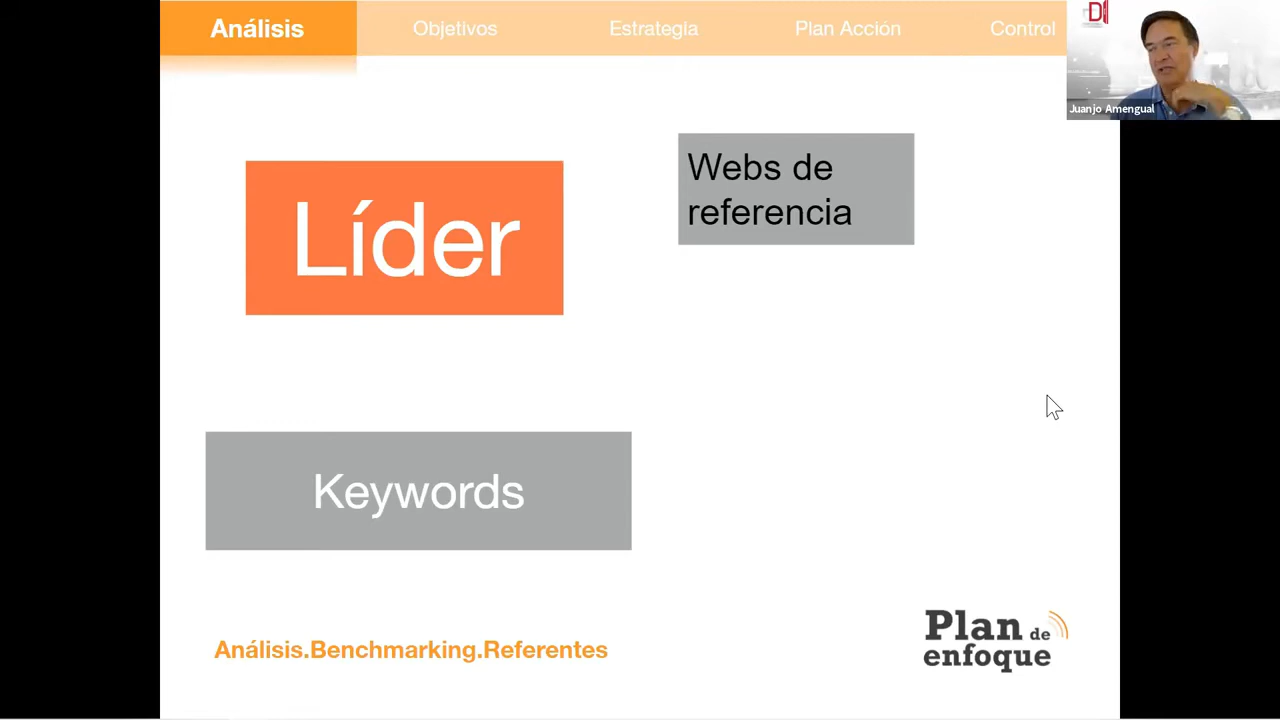 Análisis
Objetivos
Estrategia
Plan Acción
Control
Juanjo Amengual
Webs de
referencia
Líder
Keywords
Plan de
enfoque
Análisis.Benchmarking.Referentes